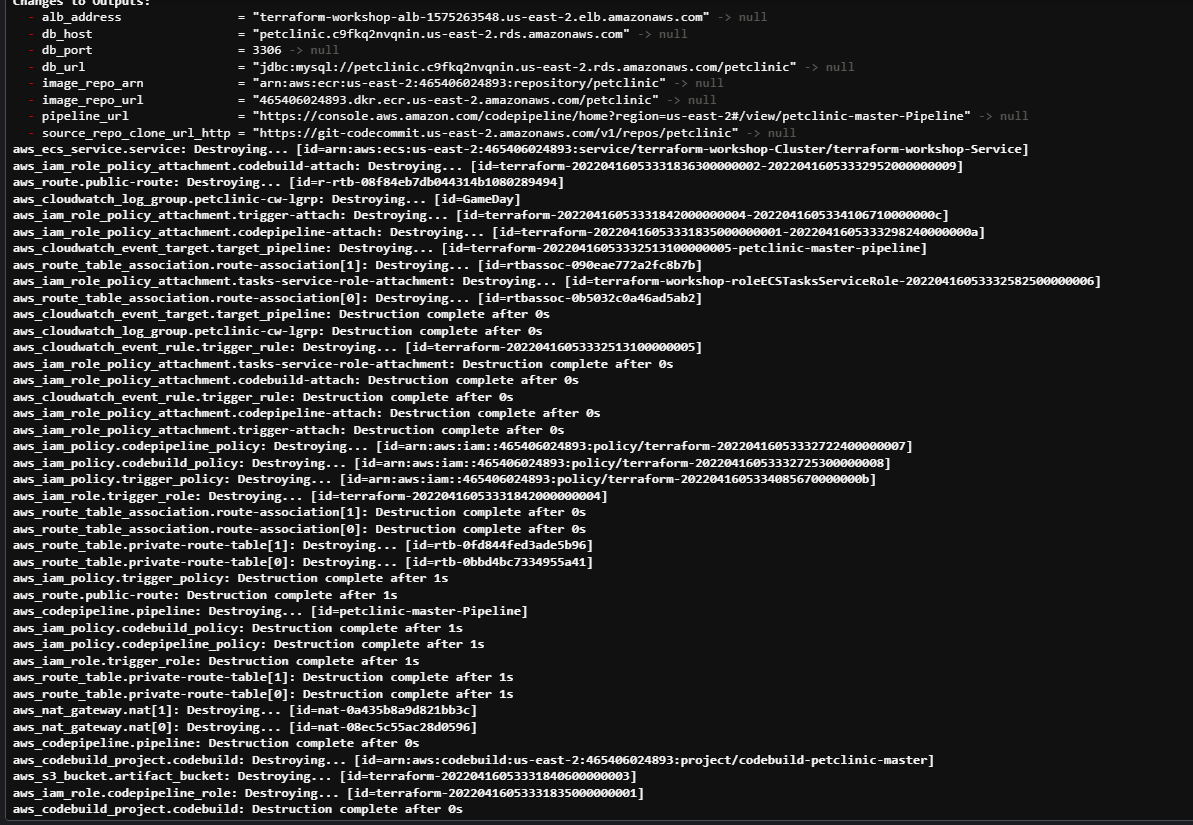 Changes to Outputs:
- alb_address = "terraform-workshop-alb-1575263548.us-east-2.elb.amazonaws.com" -> null
- db_host = "petclinic.c9fkq2nvqnin.us-east-2.rds.amazonaws.com" -> null
- db_port = 3306 -> null
- db_url = "jdbc:mysql://petclinic.c9fkq2nvqnin.us-east-2.rds.amazonaws.com/petclinic" -> null
- image_repo_arn = "arn:aws:ecr:us-east-2:465406024893:repository/petclinic" -> null
- image_repo_url = "465406024893.dkr.ecr.us-east-2.amazonaws.com/petclinic" -> null
- pipeline_url = "https://console.aws.amazon.com/codepipeline/home?region=us-east-2#/view/petclinic-master-Pipeline" -> null
- source_repo_clone_url_http = "https://git-codecommit.us-east-2.amazonaws.com/v1/repos/petclinic" -> null
aws_ecs_service.service: Destroying... [id=arn:aws:ecs:us-east-2:465406024893:service/terraform-workshop-Cluster/terraform-workshop-Service]
aws_iam_role_policy_attachment.codebuild-attach: Destroying... [id=terraform-20220416053331836300000002-20220416053332952000000009]
aws_route.public-route: Destroying... [id=r-rtb-08f84eb7db044314b1080289494]
aws_cloudwatch_log_group.petclinic-cw-lgrp: Destroying... [id=GameDay]
aws_iam_role_policy_attachment.trigger-attach: Destroying... [id=terraform-20220416053331842000000004-2022041605334106710000000c]
aws_iam_role_policy_attachment.codepipeline-attach: Destroying... [id=terraform-20220416053331835000000001-2022041605333298240000000a]
aws_cloudwatch_event_target.target_pipeline: Destroying... [id=terraform-20220416053332513100000005-petclinic-master-pipeline]
aws_route_table_association.route-association[1]: Destroying... [id=rtbassoc-090eae772a2fc8b7b]
aws_iam_role_policy_attachment.tasks-service-role-attachment: Destroying... [id=terraform-workshop-roleECSTasksServiceRole-20220416053332582500000006]
aws_route_table_association.route-association[0]: Destroying... [id=rtbassoc-0b5032c0a46ad5ab2]
aws_cloudwatch_event_target.target_pipeline: Destruction complete after 0s
aws_cloudwatch_log_group.petclinic-cw-lgrp: Destruction complete after 0s
aws_cloudwatch_event_rule.trigger_rule: Destroying... [id=terraform-20220416053332513100000005]
aws_iam_role_policy_attachment.tasks-service-role-attachment: Destruction complete after 0s
aws_iam_role_policy_attachment.codebuild-attach: Destruction complete after 0s
aws_cloudwatch_event_rule.trigger_rule: Destruction complete after 0s
aws_iam_role_policy_attachment.codepipeline-attach: Destruction complete after 0s
aws_iam_role_policy_attachment.trigger-attach: Destruction complete after 0s
aws_iam_policy.codepipeline_policy: Destroying... [id=arn:aws:iam::465406024893:policy/terraform-20220416053332722400000007]
aws_iam_policy.codebuild_policy: Destroying... [id=arn:aws:iam::465406024893:policy/terraform-20220416053332725300000008]
aws_iam_policy.trigger_policy: Destroying... [id=arn:aws:iam::465406024893:policy/terraform-2022041605334085670000000b]
aws_iam_role.trigger_role: Destroying... [id=terraform-20220416053331842000000004]
aws_route_table_association.route-association[1]: Destruction complete after 0s
aws_route_table_association.route-association[0]: Destruction complete after 0s
aws_route_table.private-route-table[1]: Destroying... [id=rtb-0fd844fed3ade5b96]
aws_route_table.private-route-table[0]: Destroying... [id=rtb-0bbd4bc7334955a41]
aws_iam_policy.trigger_policy: Destruction complete after 1s
aws_route.public-route: Destruction complete after 1s
aws_codepipeline.pipeline: Destroying... [id=petclinic-master-Pipeline]
aws_iam_policy.codebuild_policy: Destruction complete after 1s
aws_iam_policy.codepipeline_policy: Destruction complete after 1s
aws_iam_role.trigger_role: Destruction complete after 1s
aws_route_table.private-route-table[1]: Destruction complete after 1s
aws_route_table.private-route-table[0]: Destruction complete after 1s
aws_nat_gateway.nat[1]: Destroying... [id=nat-0a435b8a9d821bb3c]
aws_nat_gateway.nat[0]: Destroying... [id=nat-08ec5c55ac28d0596]
aws_codepipeline.pipeline: Destruction complete after 0s
aws_codebuild_project.codebuild: Destroying... [id=arn:aws:codebuild:us-east-2:465406024893:project/codebuild-petclinic-master]
aws_s3_bucket.artifact_bucket: Destroying... [id=terraform-20220416053331840600000003]
aws_iam_role.codepipeline_role: Destroying... [id=terraform-20220416053331835000000001]
aws_codebuild_project.codebuild: Destruction complete after 0s